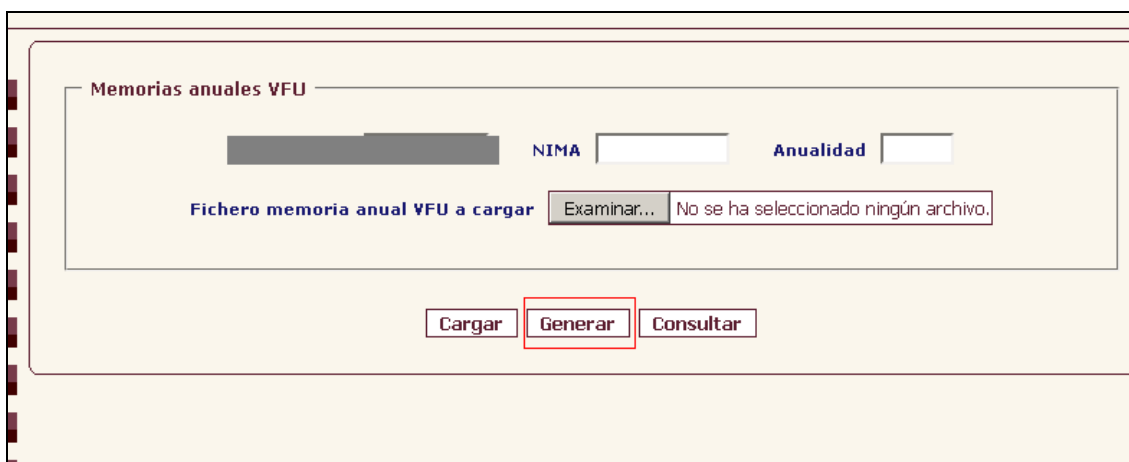 Memorias anuales VFU
NIMA Anualidad
Fichero memoria anual VFU a cargar Examinar... No se ha seleccionado ningún archivo.
Cargar Generar Consultar